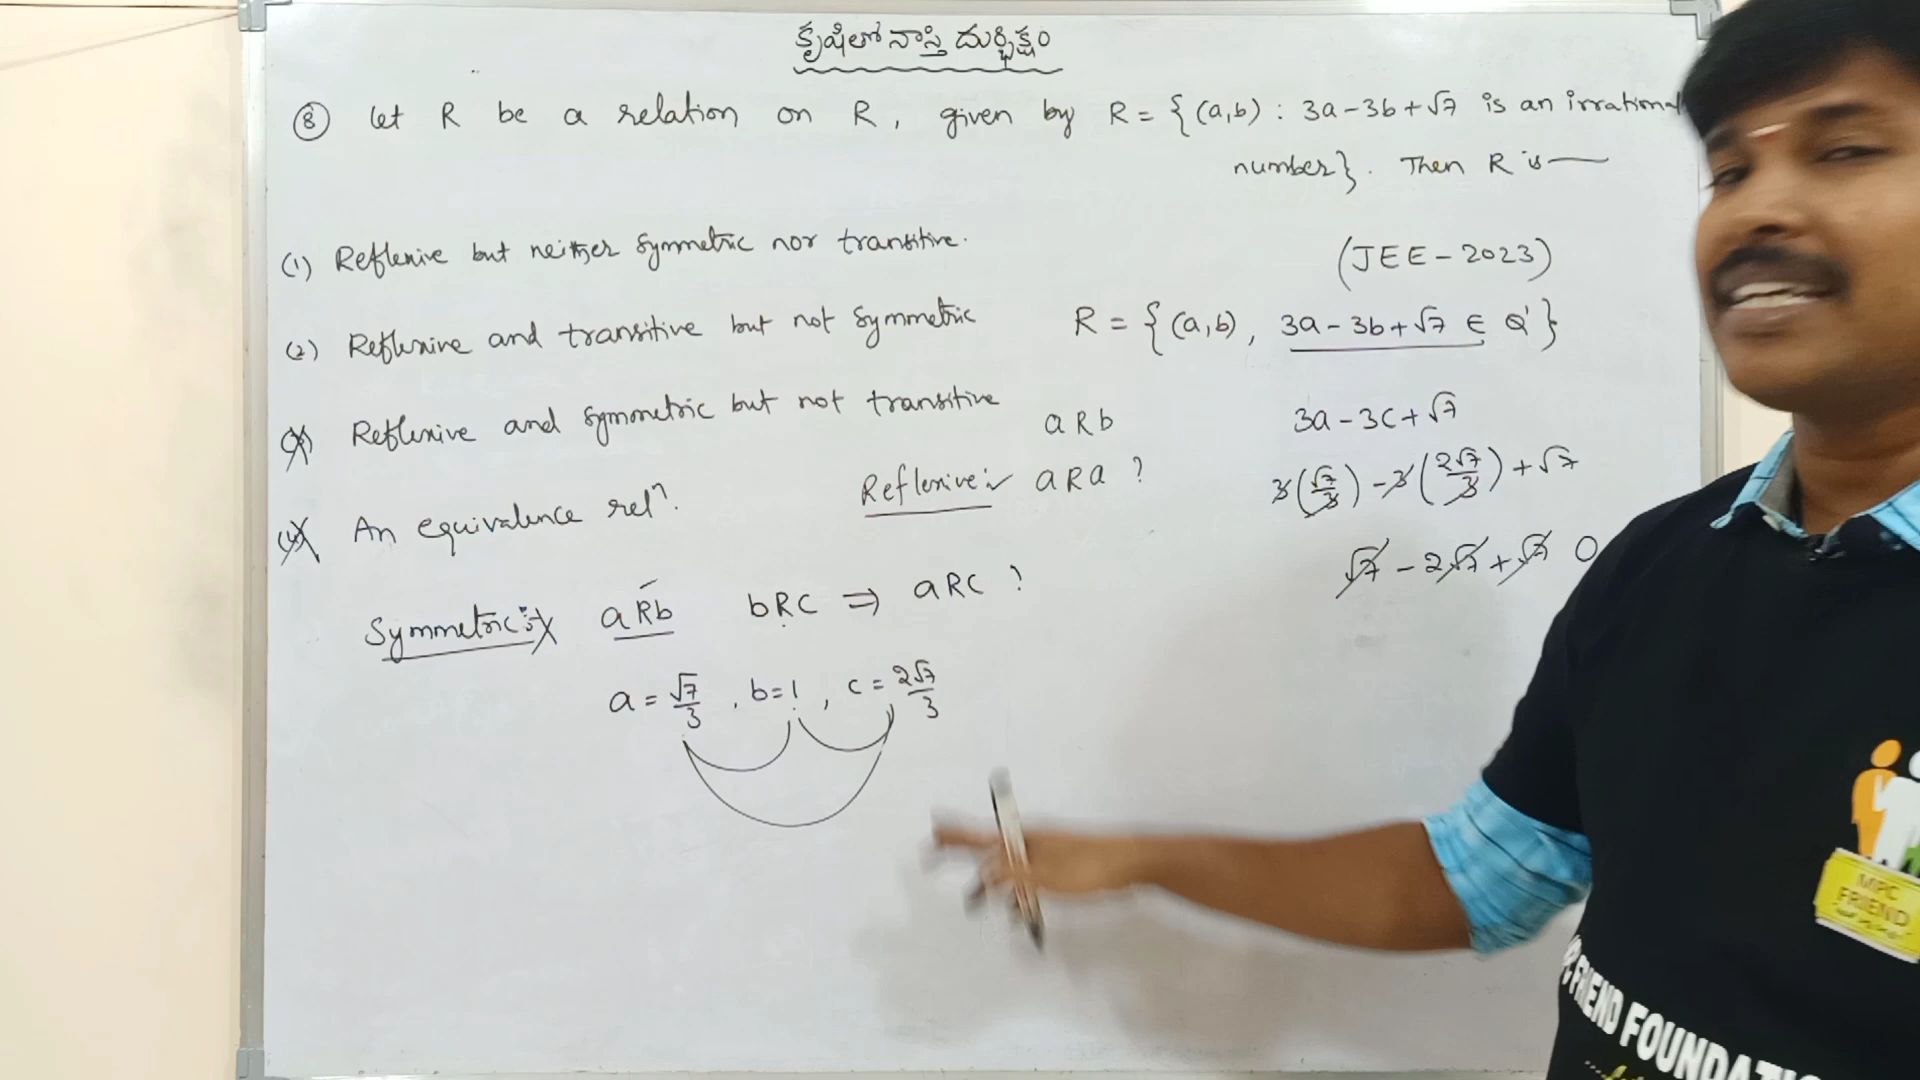 కృషిలో నాస్తి దుర్భిక్షం
(8) Let R be a relation on R, given by R = {(a,b) : 3a-3b+√7 is an irrational
number}. Then R is —
(1) Reflexive but neither symmetric nor transitive.
(JEE-2023)
(2) Reflexive and transitive but not symmetric
R = {(a,b), 3a-3b+√7 ∈ Q'}
(3) Reflexive and symmetric but not transitive
aRb
3a-3c+√7
(4) An equivalence relⁿ.
Reflexive:✓ aRa ?
3(√7/3) - 3(2√7/3) + √7
√7 - 2√7 + √7 0
Symmetric:✗ aRb bRc ⇒ aRc ?
a = √7/3, b=1, c = 2√7/3
MPC
FRIEND
FRIEND FOUNDATI